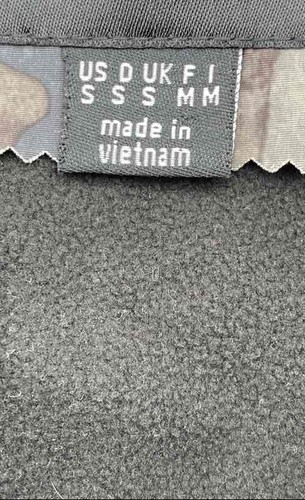 US D UK F I
S S S M M
made in
vietnam